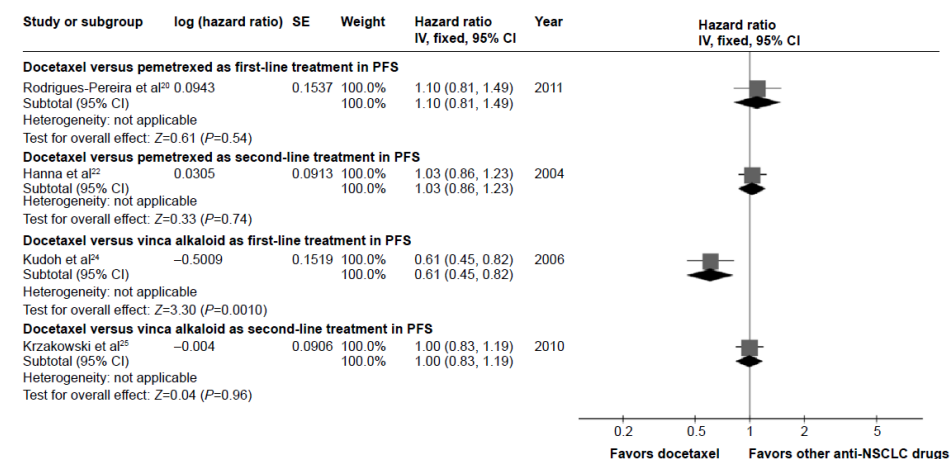 Study or subgroup log (hazard ratio) SE Weight Hazard ratio IV, fixed, 95% CI Year Hazard ratio IV, fixed, 95% CI
Docetaxel versus pemetrexed as first-line treatment in PFS
Rodrigues-Pereira et al²⁰ 0.0943 0.1537 100.0% 1.10 (0.81, 1.49) 2011
Subtotal (95% CI) 100.0% 1.10 (0.81, 1.49)
Heterogeneity: not applicable
Test for overall effect: Z=0.61 (P=0.54)
Docetaxel versus pemetrexed as second-line treatment in PFS
Hanna et al²² 0.0305 0.0913 100.0% 1.03 (0.86, 1.23) 2004
Subtotal (95% CI) 100.0% 1.03 (0.86, 1.23)
Heterogeneity: not applicable
Test for overall effect: Z=0.33 (P=0.74)
Docetaxel versus vinca alkaloid as first-line treatment in PFS
Kudoh et al²⁴ –0.5009 0.1519 100.0% 0.61 (0.45, 0.82) 2006
Subtotal (95% CI) 100.0% 0.61 (0.45, 0.82)
Heterogeneity: not applicable
Test for overall effect: Z=3.30 (P=0.0010)
Docetaxel versus vinca alkaloid as second-line treatment in PFS
Krzakowski et al²⁵ –0.004 0.0906 100.0% 1.00 (0.83, 1.19) 2010
Subtotal (95% CI) 100.0% 1.00 (0.83, 1.19)
Heterogeneity: not applicable
Test for overall effect: Z=0.04 (P=0.96)
0.2 0.5 1 2 5
Favors docetaxel Favors other anti-NSCLC drugs